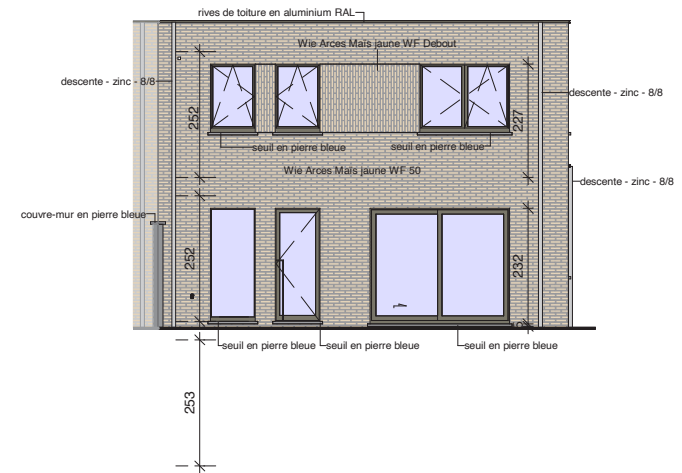 rives de toiture en aluminium RAL
Wie Arces Maïs jaune WF Debout
descente - zinc - 8/8
descente - zinc - 8/8
252
227
seuil en pierre bleue
seuil en pierre bleue
Wie Arces Maïs jaune WF 50
descente - zinc - 8/8
couvre-mur en pierre bleue
252
232
seuil en pierre bleue
seuil en pierre bleue
seuil en pierre bleue
253